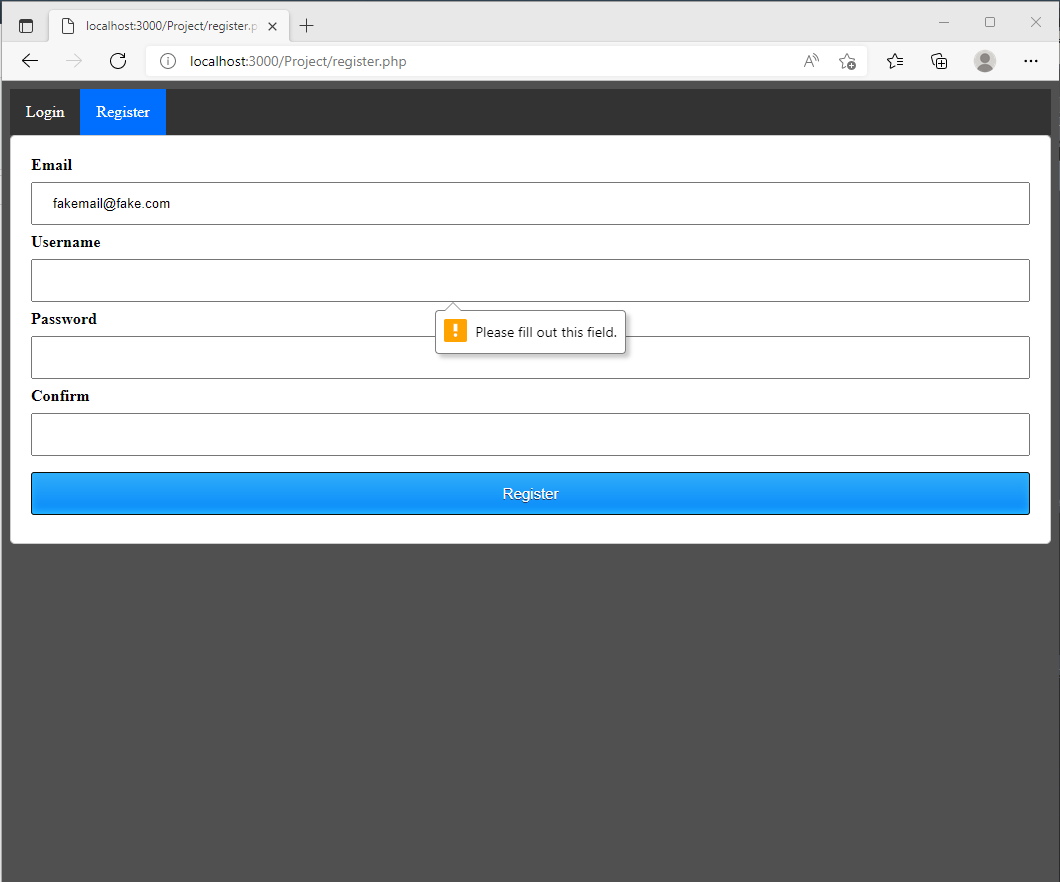 localhost:3000/Project/register.p
localhost:3000/Project/register.php
Login Register
Email
fakemail@fake.com
Username
Please fill out this field.
Password
Confirm
Register